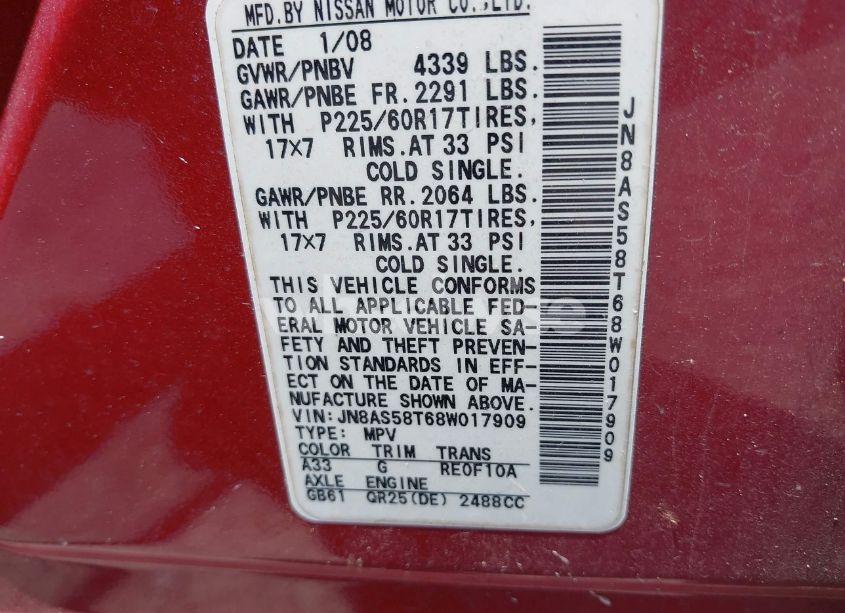 MFD.BY NISSAN MOTOR CO.,LTD.
DATE 1/08
GVWR/PNBV 4339 LBS.
GAWR/PNBE FR.2291 LBS.
WITH P225/60R17TIRES,
17×7 RIMS.AT 33 PSI
COLD SINGLE.
GAWR/PNBE RR.2064 LBS.
WITH P225/60R17TIRES,
17×7 RIMS.AT 33 PSI
COLD SINGLE.
THIS VEHICLE CONFORMS
TO ALL APPLICABLE FED-
ERAL MOTOR VEHICLE SA-
FETY AND THEFT PREVEN-
TION STANDARDS IN EFF-
ECT ON THE DATE OF MA-
NUFACTURE SHOWN ABOVE.
VIN:JN8AS58T68W017909
TYPE: MPV
COLOR TRIM TRANS
A33 G RE0F10A
AXLE ENGINE
GB61 QR25(DE) 2488CC
JN8AS58T68W017909